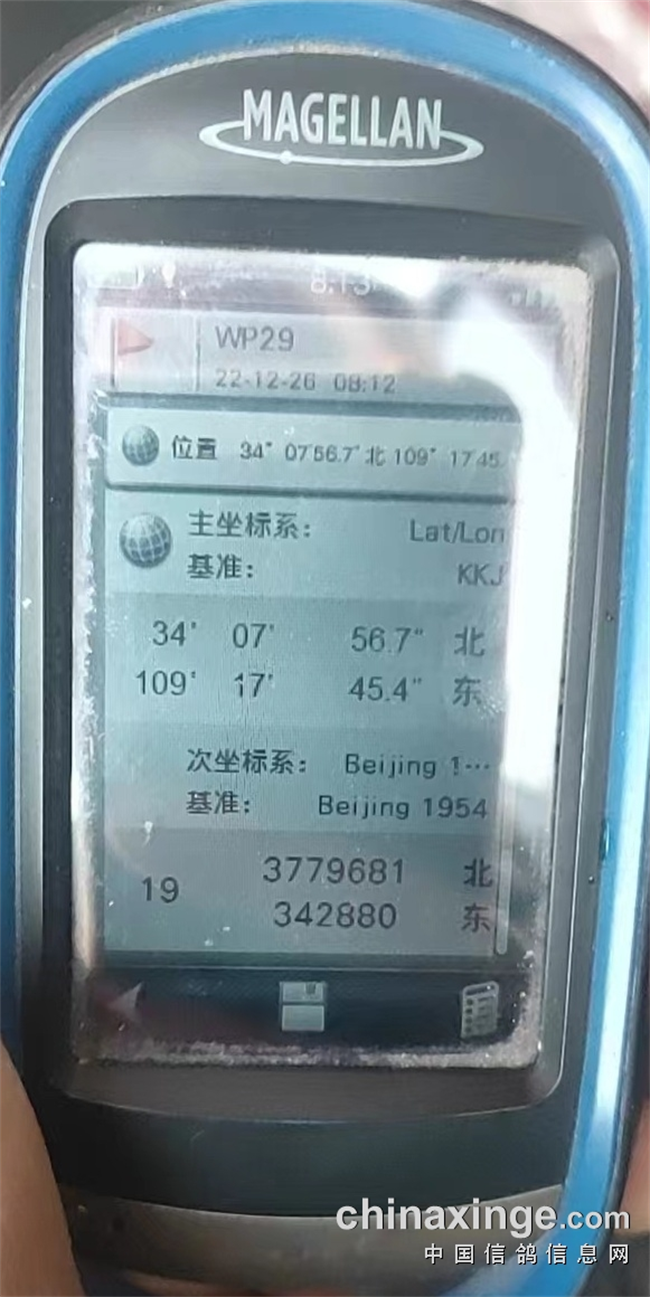 MAGELLAN
8:13
WP29
22-12-26 08:12
位置 34° 07'56.7" 北 109° 17'45.
主坐标系： Lat/Lon
基准： KKJ
34° 07' 56.7" 北
109° 17' 45.4" 东
次坐标系： Beijing 1…
基准： Beijing 1954
19 3779681 北
342880 东
chinaxinge.com
中国信鸽信息网